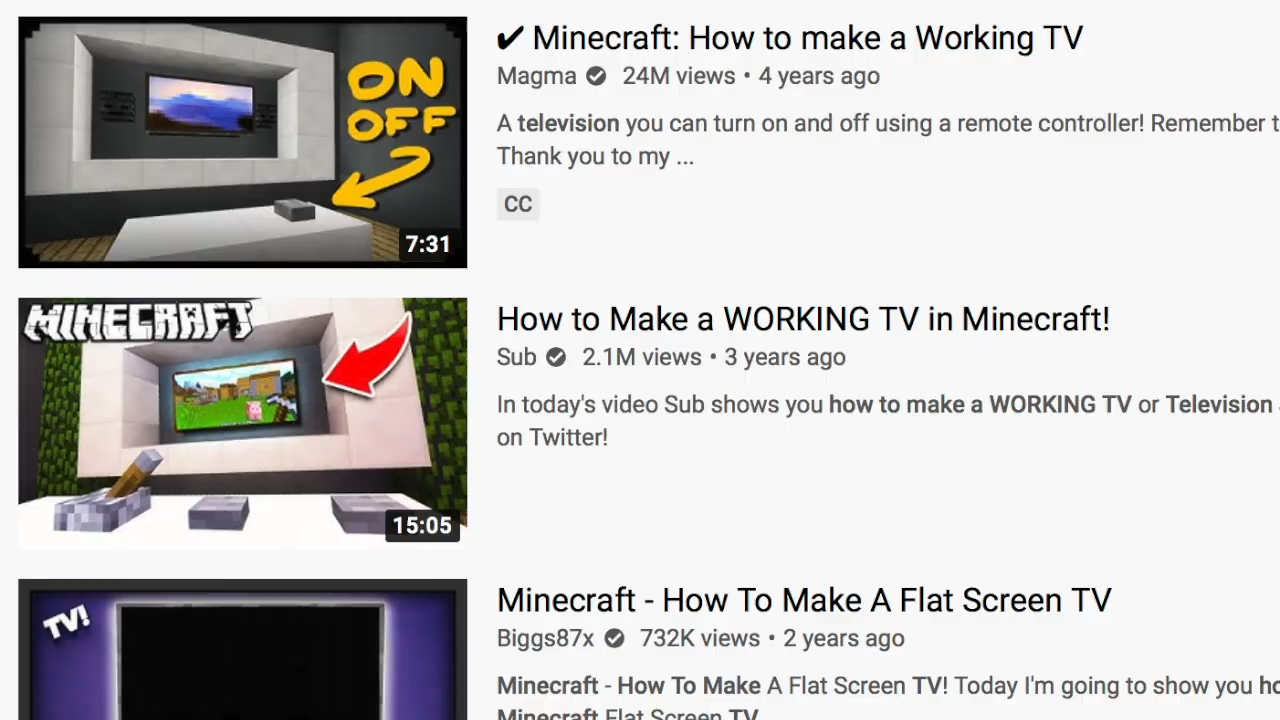 ON
OFF
7:31
✔ Minecraft: How to make a Working TV
Magma 24M views • 4 years ago
A television you can turn on and off using a remote controller! Remember t
Thank you to my ...
CC
MINECRAFT
15:05
How to Make a WORKING TV in Minecraft!
Sub 2.1M views • 3 years ago
In today's video Sub shows you how to make a WORKING TV or Television
on Twitter!
TV!
Minecraft - How To Make A Flat Screen TV
Biggs87x 732K views • 2 years ago
Minecraft - How To Make A Flat Screen TV! Today I'm going to show you ho
Minecraft Flat Screen TV